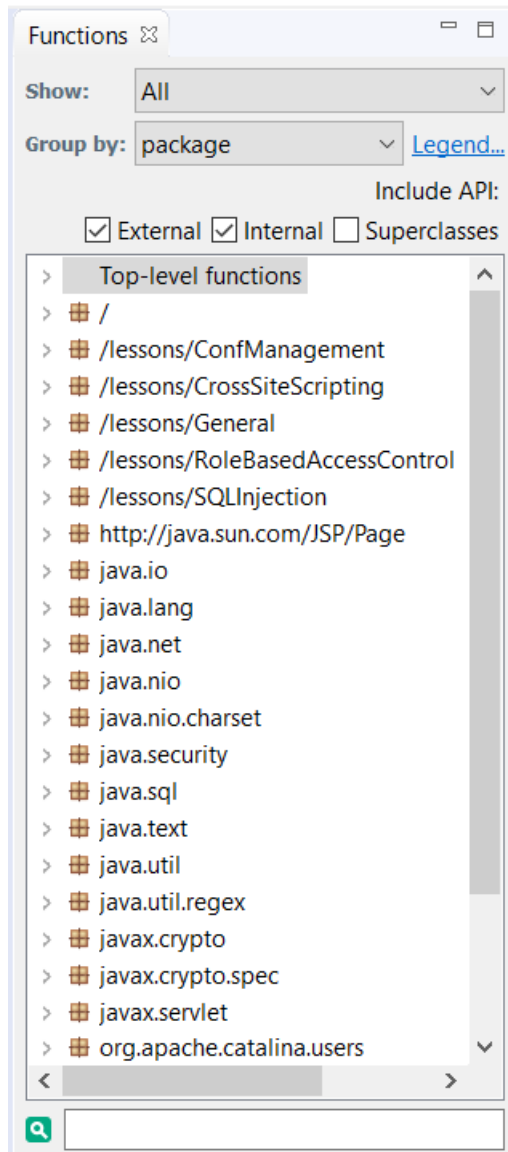 Functions
Show: All
Group by: package Legend...
Include API:
External Internal Superclasses
Top-level functions
/
/lessons/ConfManagement
/lessons/CrossSiteScripting
/lessons/General
/lessons/RoleBasedAccessControl
/lessons/SQLInjection
http://java.sun.com/JSP/Page
java.io
java.lang
java.net
java.nio
java.nio.charset
java.security
java.sql
java.text
java.util
java.util.regex
javax.crypto
javax.crypto.spec
javax.servlet
org.apache.catalina.users